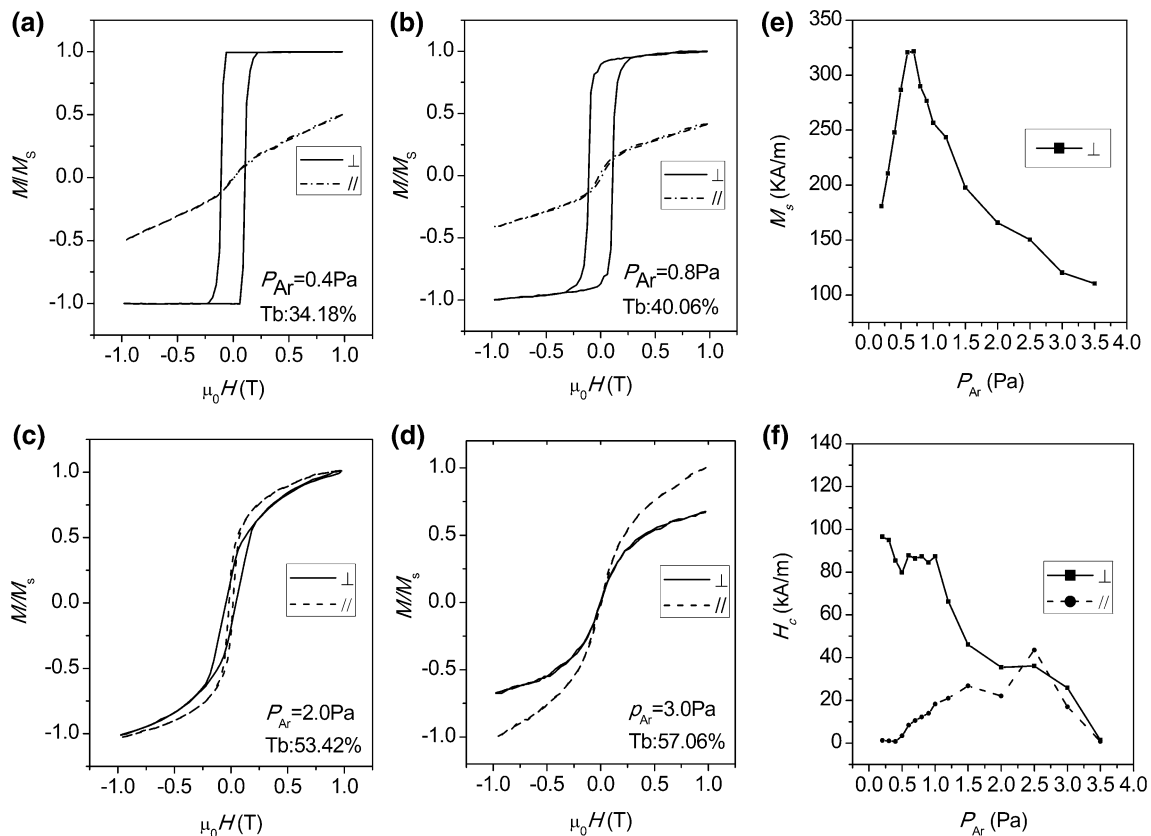 (a)
1.0
0.5
0.0
-0.5
-1.0
M/Ms
⊥
//
PAr=0.4Pa
Tb:34.18%
-1.0 -0.5 0.0 0.5 1.0
μ0H(T)
(b)
1.0
0.5
0.0
-0.5
-1.0
M/Ms
⊥
//
PAr=0.8Pa
Tb:40.06%
-1.0 -0.5 0.0 0.5 1.0
μ0H(T)
(e)
350
300
250
200
150
100
Ms (KA/m)
⊥
0.0 0.5 1.0 1.5 2.0 2.5 3.0 3.5 4.0
PAr (Pa)
(c)
1.0
0.5
0.0
-0.5
-1.0
M/Ms
⊥
//
PAr=2.0Pa
Tb:53.42%
-1.0 -0.5 0.0 0.5 1.0
μ0H(T)
(d)
1.0
0.5
0.0
-0.5
-1.0
M/Ms
⊥
//
pAr=3.0Pa
Tb:57.06%
-1.0 -0.5 0.0 0.5 1.0
μ0H(T)
(f)
140
120
100
80
60
40
20
0
Hc (kA/m)
⊥
//
0.0 0.5 1.0 1.5 2.0 2.5 3.0 3.5 4.0
PAr (Pa)